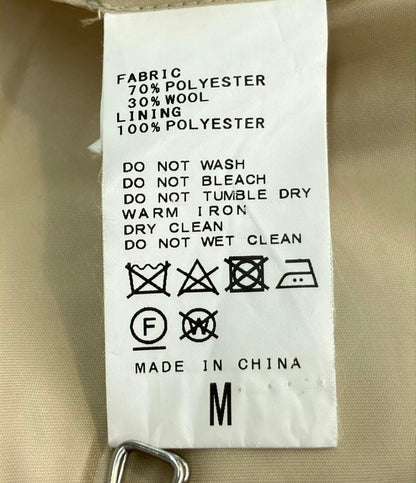 FABRIC
70% POLYESTER
30% WOOL
LINING
100% POLYESTER
DO NOT WASH
DO NOT BLEACH
DO NOT TUMBLE DRY
WARM IRON
DRY CLEAN
DO NOT WET CLEAN
F W
MADE IN CHINA
M